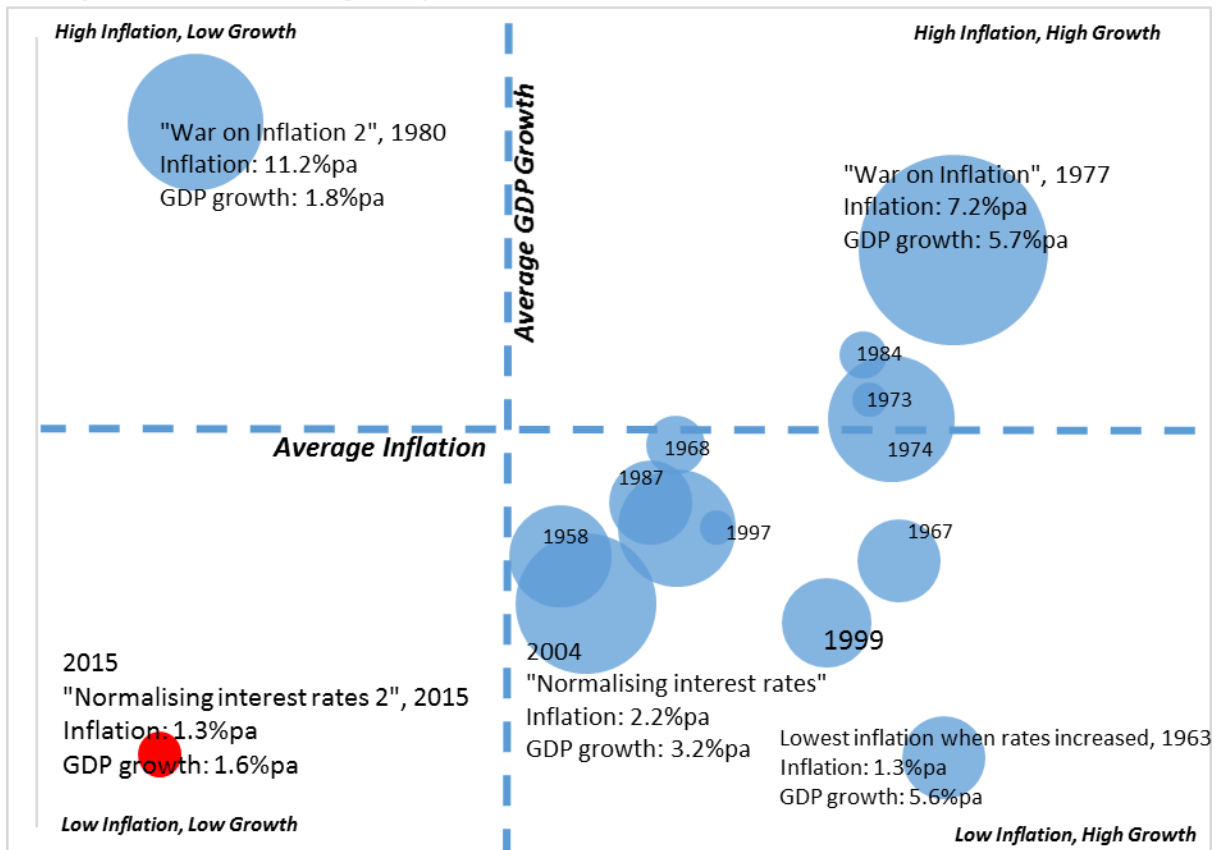 High Inflation, Low Growth
High Inflation, High Growth
"War on Inflation 2", 1980
Inflation: 11.2%pa
GDP growth: 1.8%pa
Average GDP Growth
"War on Inflation", 1977
Inflation: 7.2%pa
GDP growth: 5.7%pa
1984
1973
Average Inflation
1968
1974
1987
1958
1997
1967
2015
"Normalising interest rates 2", 2015
Inflation: 1.3%pa
GDP growth: 1.6%pa
2004
"Normalising interest rates"
Inflation: 2.2%pa
GDP growth: 3.2%pa
1999
Lowest inflation when rates increased, 1963
Inflation: 1.3%pa
GDP growth: 5.6%pa
Low Inflation, Low Growth
Low Inflation, High Growth